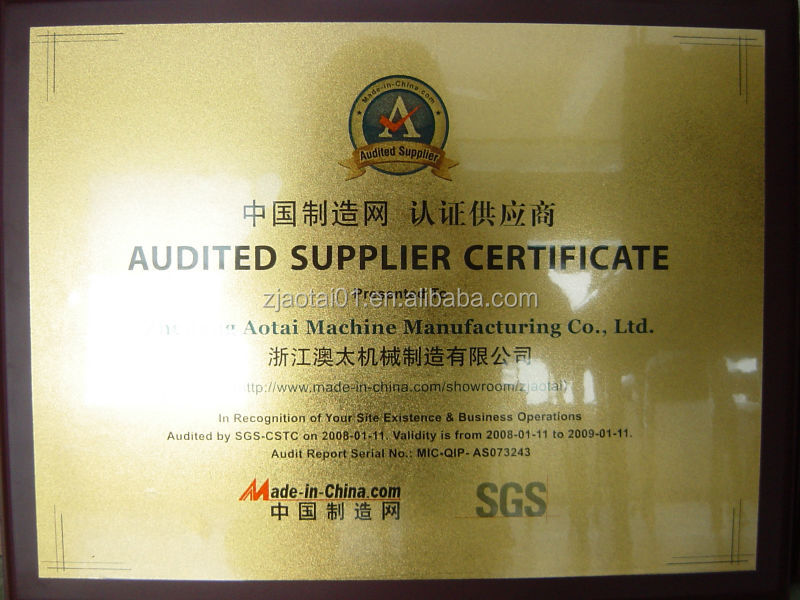 Made-in-China.com
A
Audited Supplier
中国制造网 认证供应商
AUDITED SUPPLIER CERTIFICATE
Presented To
zjaotai01.en.alibaba.com
Aotai Machine Manufacturing Co., Ltd.
浙江澳太机械制造有限公司
http://www.made-in-china.com/showroom/zjaotai)
In Recognition of Your Site Existence & Business Operations
Audited by SGS-CSTC on 2008-01-11. Validity is from 2008-01-11 to 2009-01-11.
Audit Report Serial No.: MIC-QIP- AS073243
Made-in-China.com
中国制造网
SGS